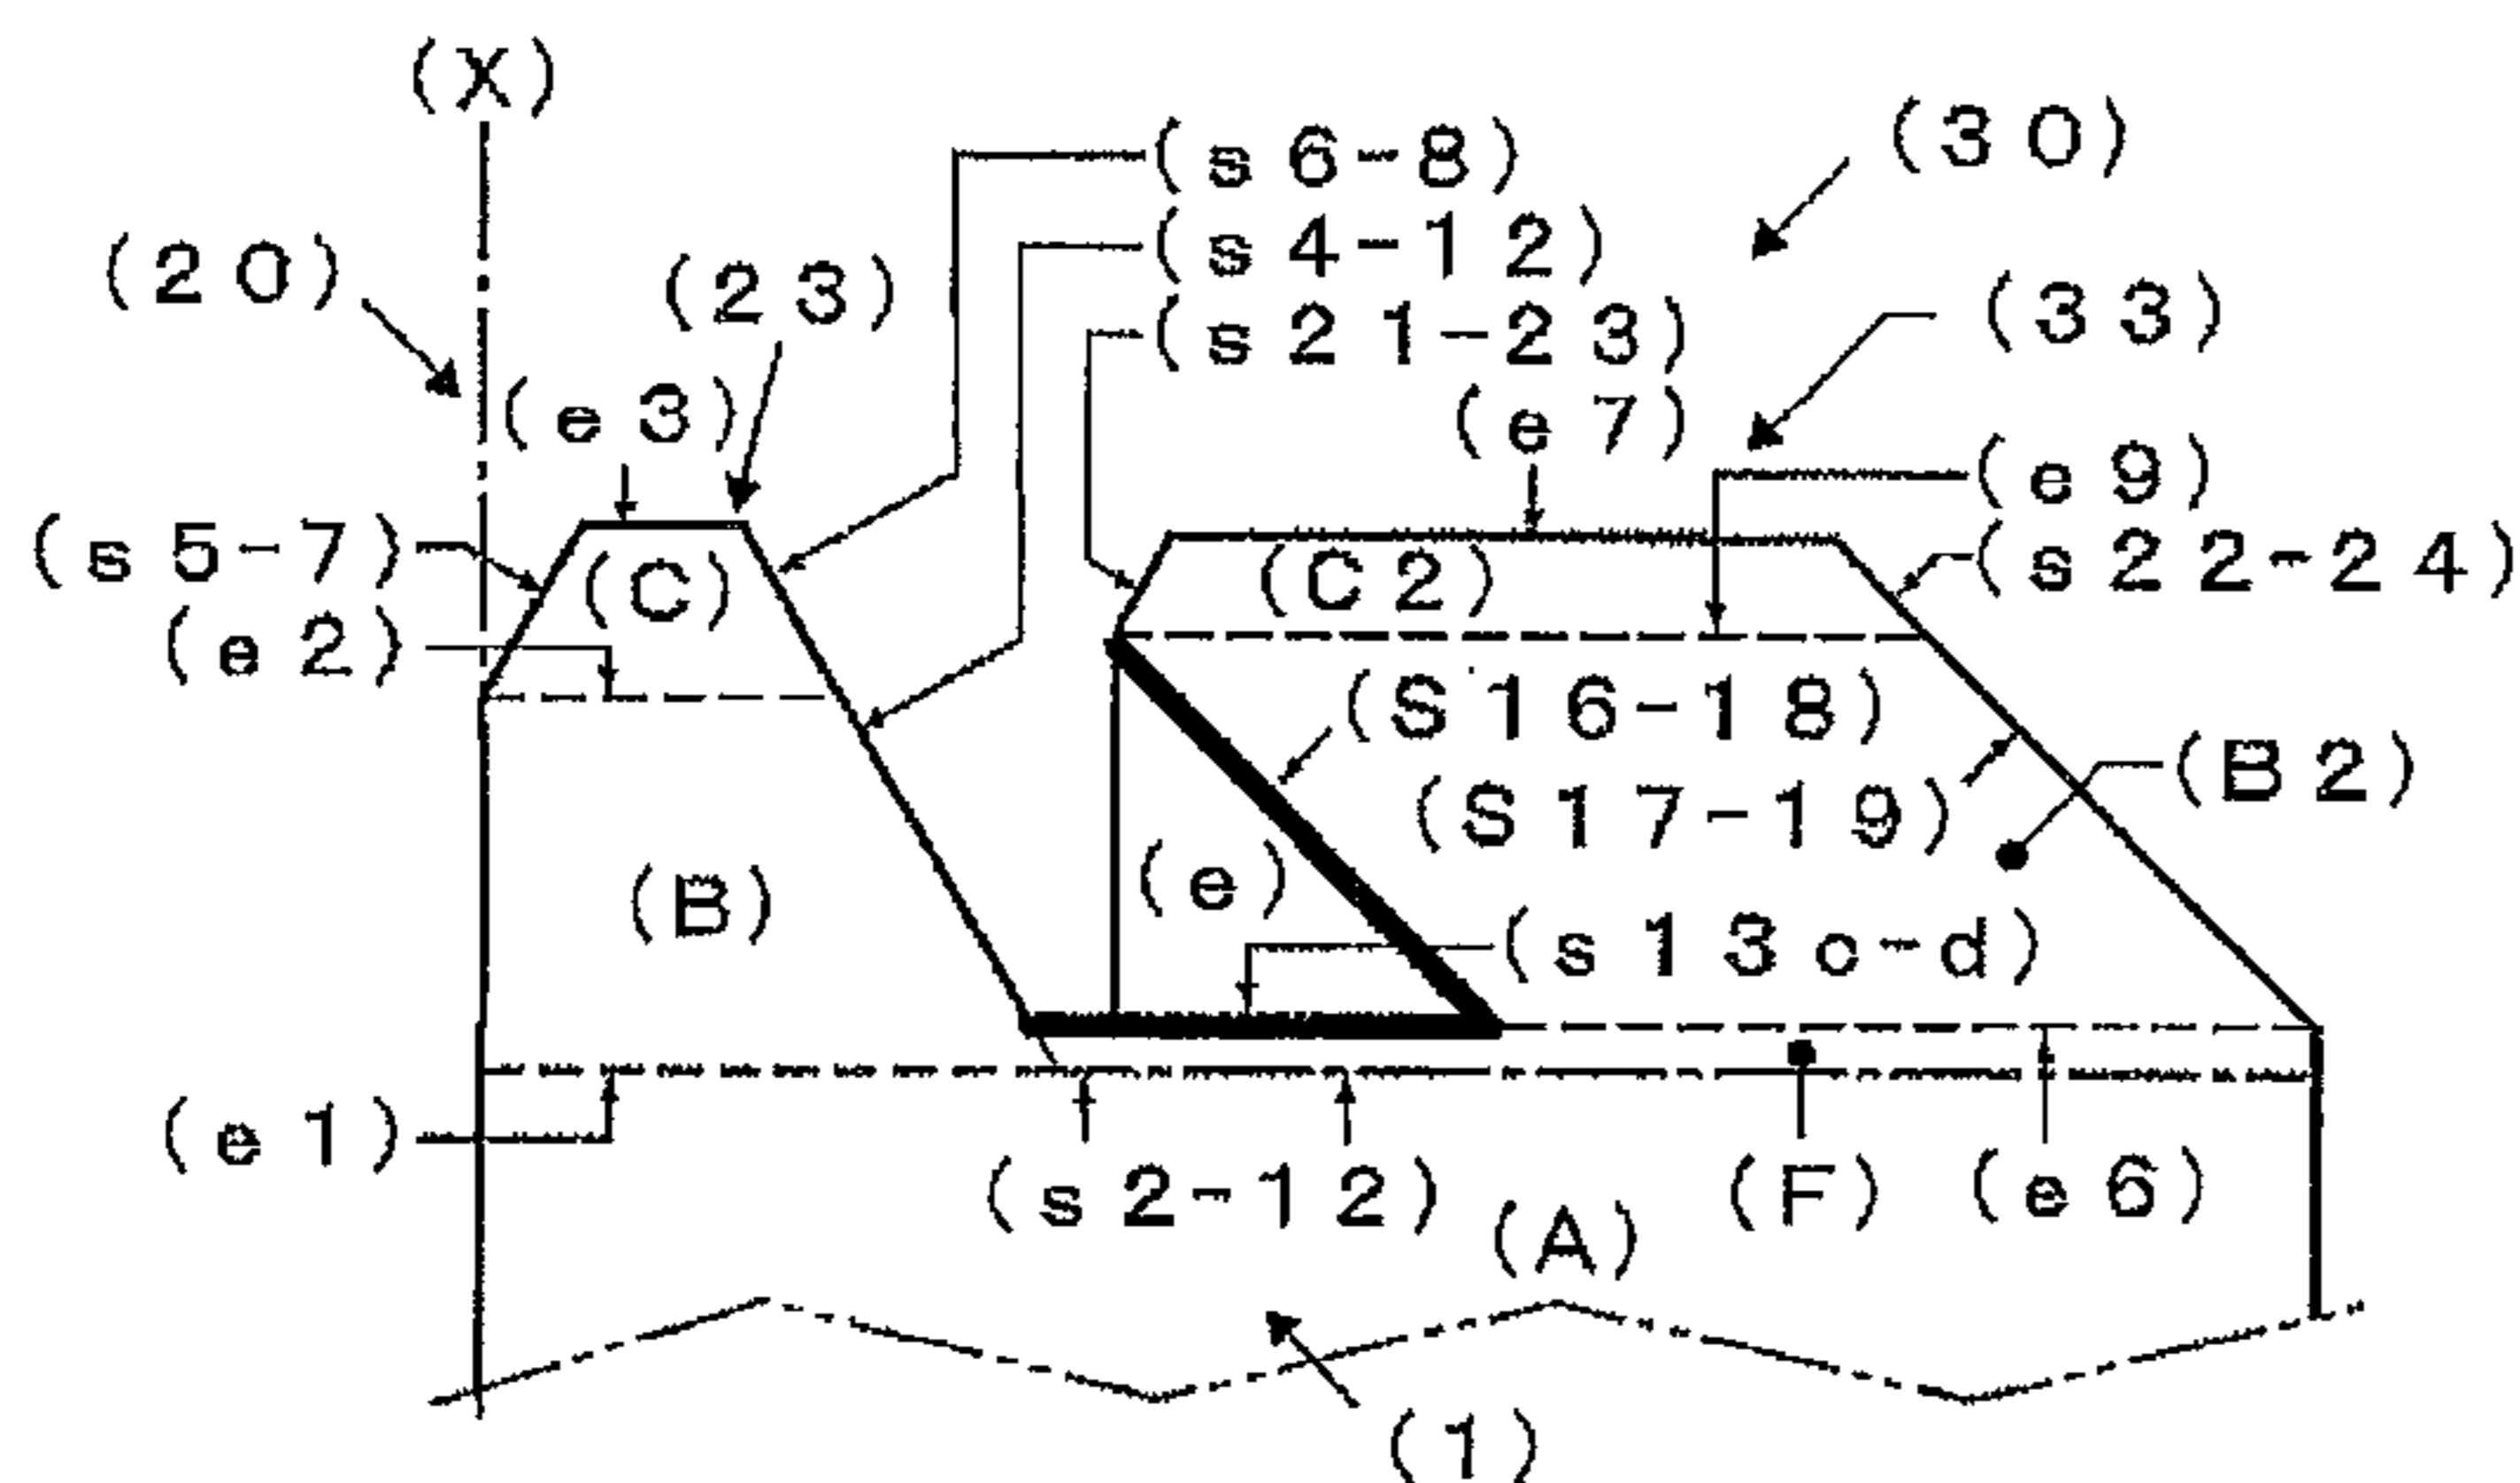 (X)
(s6-8)
(30)
(s4-12)
(20)
(23)
(s21-23)
(33)
(e3)
(e7)
(e9)
(s5-7)
(C)
(C2)
(s22-24)
(e2)
(S16-18)
(B2)
(S17-19)
(B)
(e)
(s13c-d)
(e1)
(s2-12)
(F)
(e6)
(A)
(1)